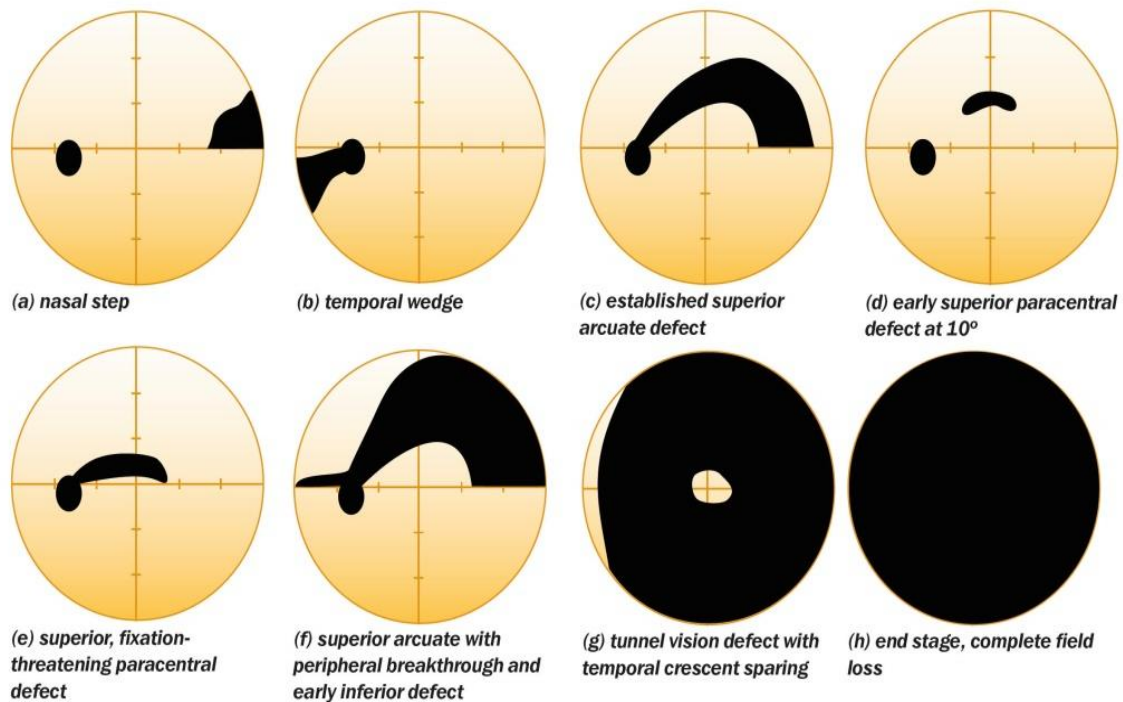 (a) nasal step
(b) temporal wedge
(c) established superior
arcuate defect
(d) early superior paracentral
defect at 10º
(e) superior, fixation-
threatening paracentral
defect
(f) superior arcuate with
peripheral breakthrough and
early inferior defect
(g) tunnel vision defect with
temporal crescent sparing
(h) end stage, complete field
loss